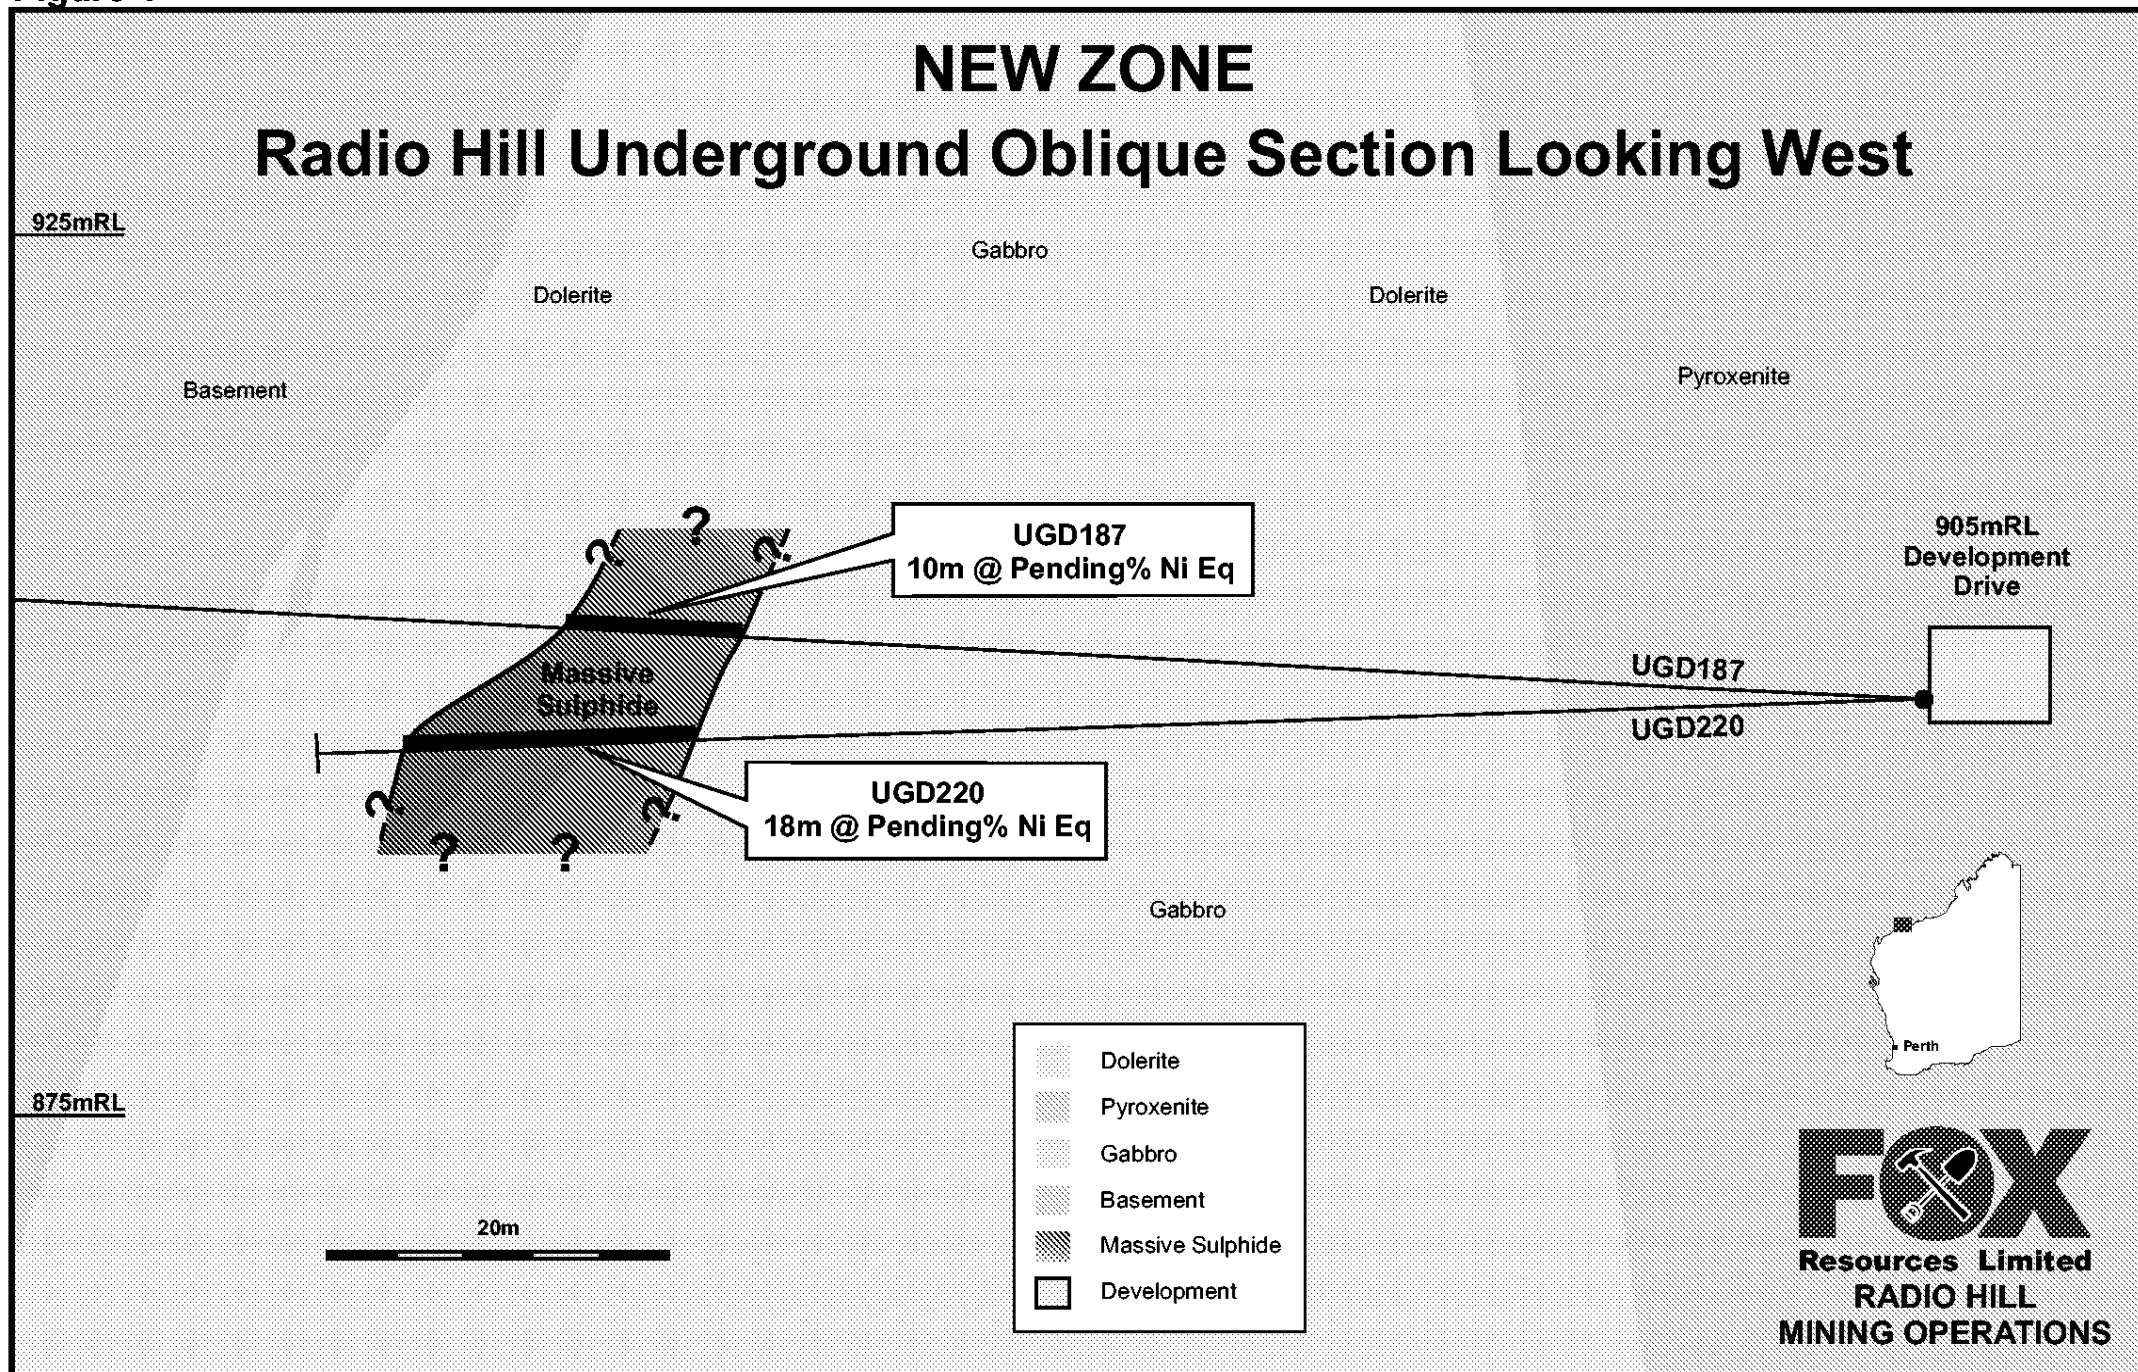 NEW ZONE
Radio Hill Underground Oblique Section Looking West
925mRL
Gabbro
Dolerite
Dolerite
Basement
Pyroxenite
?
?
?
UGD187
10m @ Pending% Ni Eq
905mRL
Development
Drive
Massive
Sulphide
UGD187
UGD220
UGD220
18m @ Pending% Ni Eq
?
?
?
?
Gabbro
Perth
875mRL
Dolerite
Pyroxenite
Gabbro
Basement
Massive Sulphide
Development
20m
FOX
Resources Limited
RADIO HILL
MINING OPERATIONS